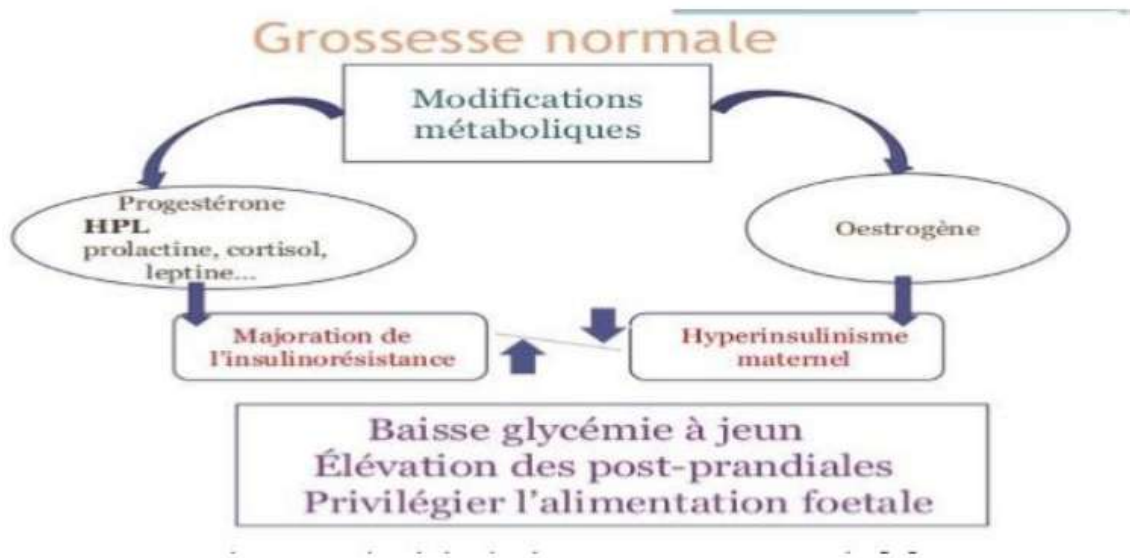 Grossesse normale
Modifications
métaboliques
Progestérone
HPL
prolactine, cortisol,
leptine...
Oestrogène
Majoration de
l'insulinorésistance
Hyperinsulinisme
maternel
Baisse glycémie à jeun
Élévation des post-prandiales
Privilégier l'alimentation foetale